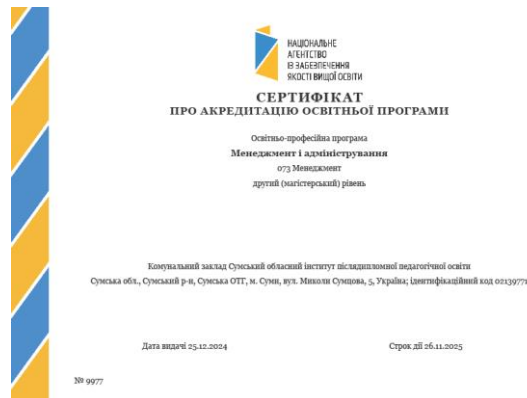 НАЦІОНАЛЬНЕ
АГЕНТСТВО
ІЗ ЗАБЕЗПЕЧЕННЯ
ЯКОСТІ ВИЩОЇ ОСВІТИ
СЕРТИФІКАТ
ПРО АКРЕДИТАЦІЮ ОСВІТНЬОЇ ПРОГРАМИ
Освітньо-професійна програма
Менеджмент і адміністрування
073 Менеджмент
другий (магістерський) рівень
Комунальний заклад Сумський обласний інститут післядипломної педагогічної освіти
Сумська обл., Сумський р-н, Сумська ОТГ, м. Суми, вул. Миколи Сумцова, 5, Україна; ідентифікаційний код 02139771
Дата видачі 25.12.2024 Строк дії 26.11.2025
№ 9977